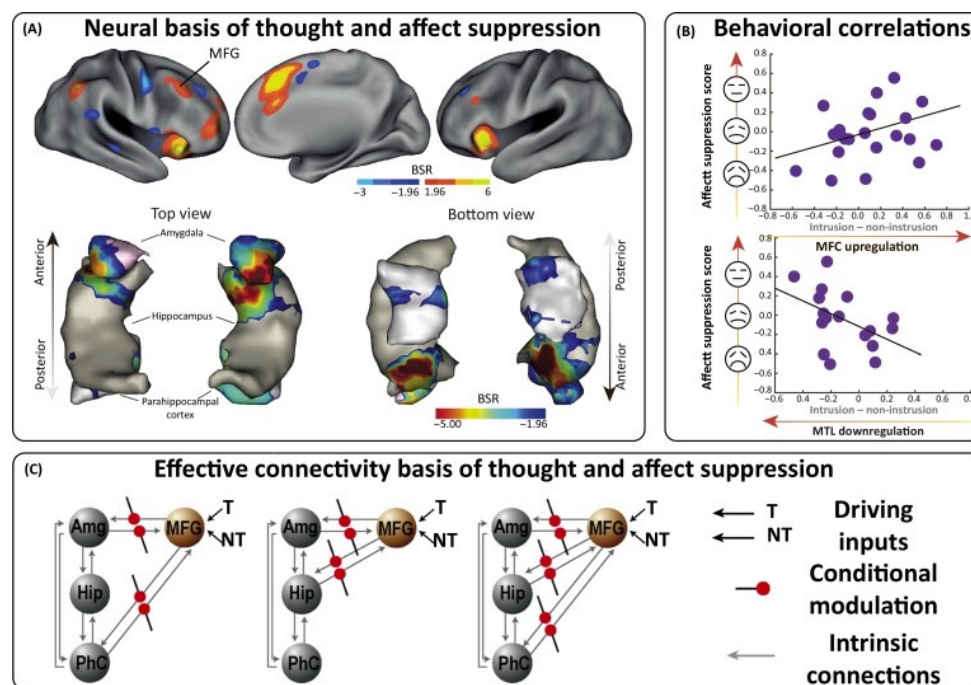 (A) Neural basis of thought and affect suppression
MFG
BSR
−3 −1.96 1.96 6
Top view
Bottom view
Amygdala
Anterior
Posterior
Hippocampus
Posterior
Anterior
Parahippocampal
cortex
BSR
−5.00 −1.96
(B) Behavioral correlations
Affectt suppression score
0.8
0.6
0.4
0.2
0.0
−0.2
−0.4
−0.6
−0.8
−0.8 −0.6 −0.4 −0.2 0 0.2 0.4 0.6 0.8 1.0
Intrusion – non-instrusion
MFC upregulation
Affectt suppression score
0.6
0.4
0.2
0.0
−0.2
−0.4
−0.6
−0.8
−0.6 −0.4 −0.2 0 0.2 0.4 0.6
Intrusion – non-instrusion
MTL downregulation
(C) Effective connectivity basis of thought and affect suppression
Amg MFG T
NT
Hip
PhC
Amg MFG T
NT
Hip
PhC
Amg MFG T
NT
Hip
PhC
T
NT
Driving
inputs
Conditional
modulation
Intrinsic
connections